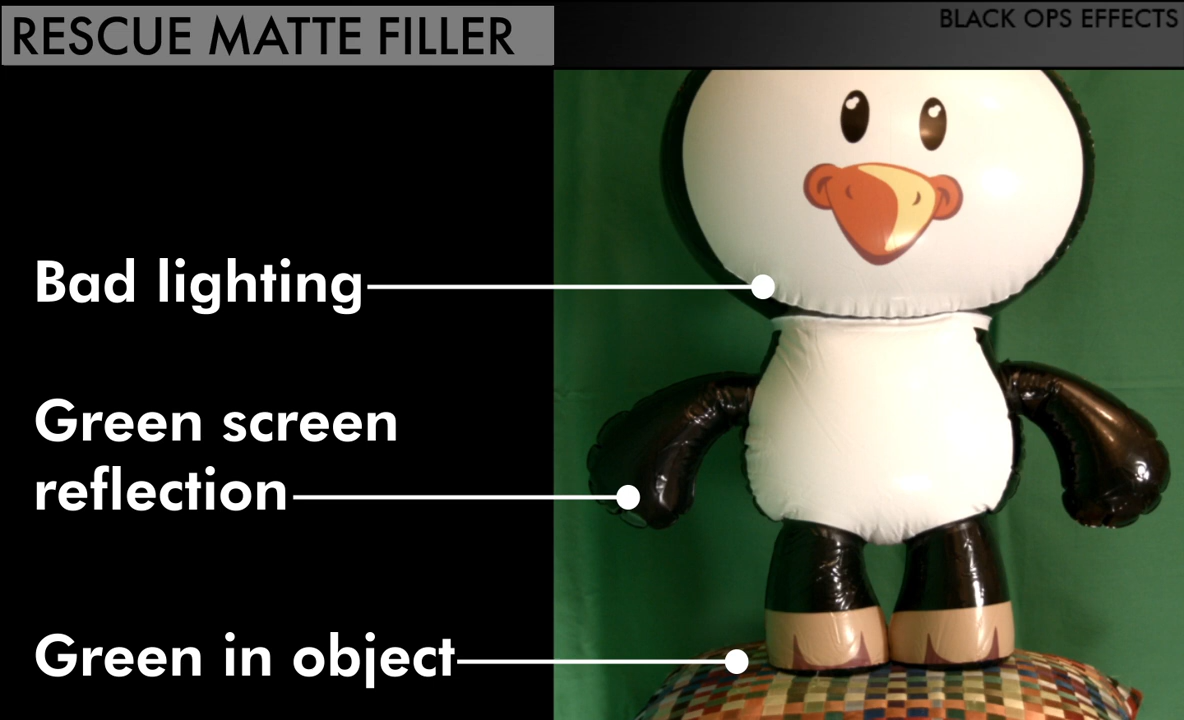 RESCUE MATTE FILLER
BLACK OPS EFFECTS
Bad lighting
Green screen
reflection
Green in object